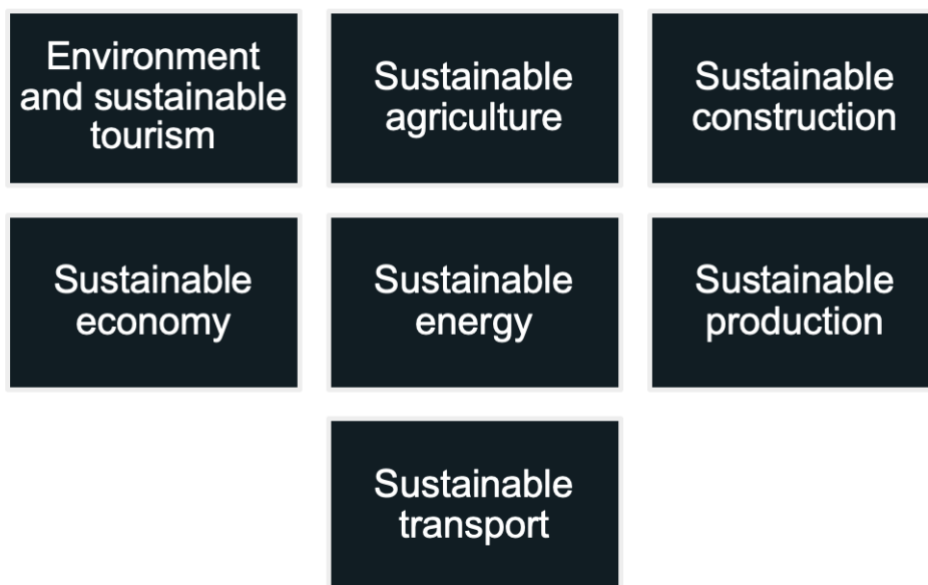 Environment
and sustainable
tourism
Sustainable
agriculture
Sustainable
construction
Sustainable
economy
Sustainable
energy
Sustainable
production
Sustainable
transport